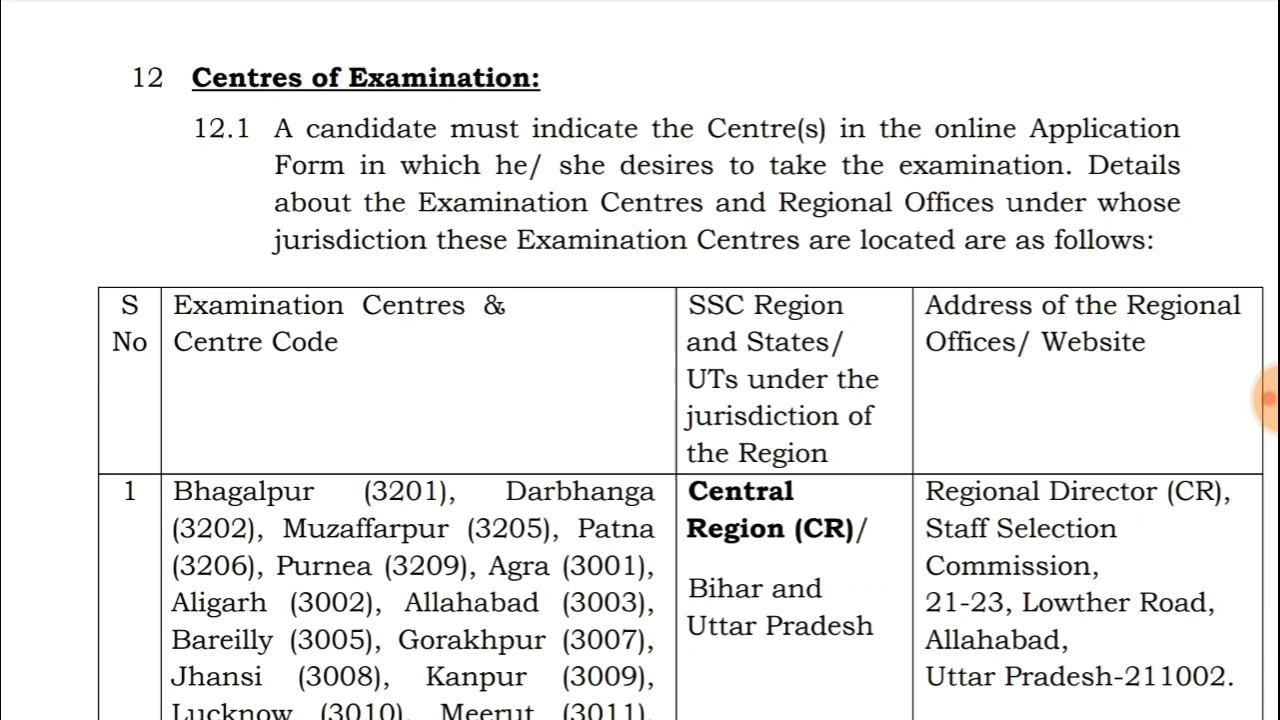 12 Centres of Examination:
12.1 A candidate must indicate the Centre(s) in the online Application
Form in which he/ she desires to take the examination. Details
about the Examination Centres and Regional Offices under whose
jurisdiction these Examination Centres are located are as follows:
S
No
Examination Centres &
Centre Code
SSC Region
and States/
UTs under the
jurisdiction of
the Region
Address of the Regional
Offices/ Website
1
Bhagalpur (3201), Darbhanga
(3202), Muzaffarpur (3205), Patna
(3206), Purnea (3209), Agra (3001),
Aligarh (3002), Allahabad (3003),
Bareilly (3005), Gorakhpur (3007),
Jhansi (3008), Kanpur (3009),
Lucknow (3010), Meerut (3011),
Central
Region (CR)/
Bihar and
Uttar Pradesh
Regional Director (CR),
Staff Selection
Commission,
21-23, Lowther Road,
Allahabad,
Uttar Pradesh-211002.